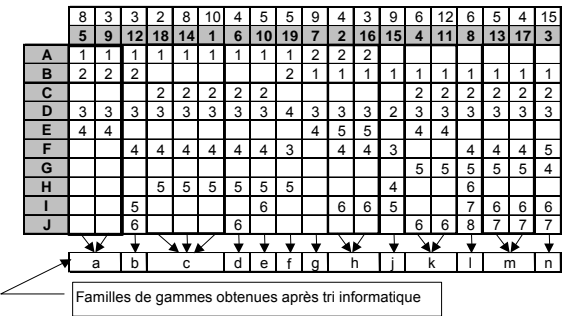 8 3 3 2 8 10 4 5 5 9 4 3 9 6 12 6 5 4 15
5 9 12 18 14 1 6 10 19 7 2 16 15 4 11 8 13 17 3
A 1 1 1 1 1 1 1 1 1 2 2 2
B 2 2 2 2 1 1 1 1 1 1 1 1 1 1
C 2 2 2 2 2 2 2 2 2 2 2
D 3 3 3 3 3 3 3 3 4 3 3 3 2 3 3 3 3 3 3
E 4 4 4 5 5 4 4
F 4 4 4 4 4 4 3 4 4 3 4 4 4 5
G 5 5 5 5 5 4
H 5 5 5 5 5 5 4 6
I 5 6 6 6 5 7 6 6 6
J 6 6 6 6 8 7 7 7
a b c d e f g h j k l m n
Familles de gammes obtenues après tri informatique